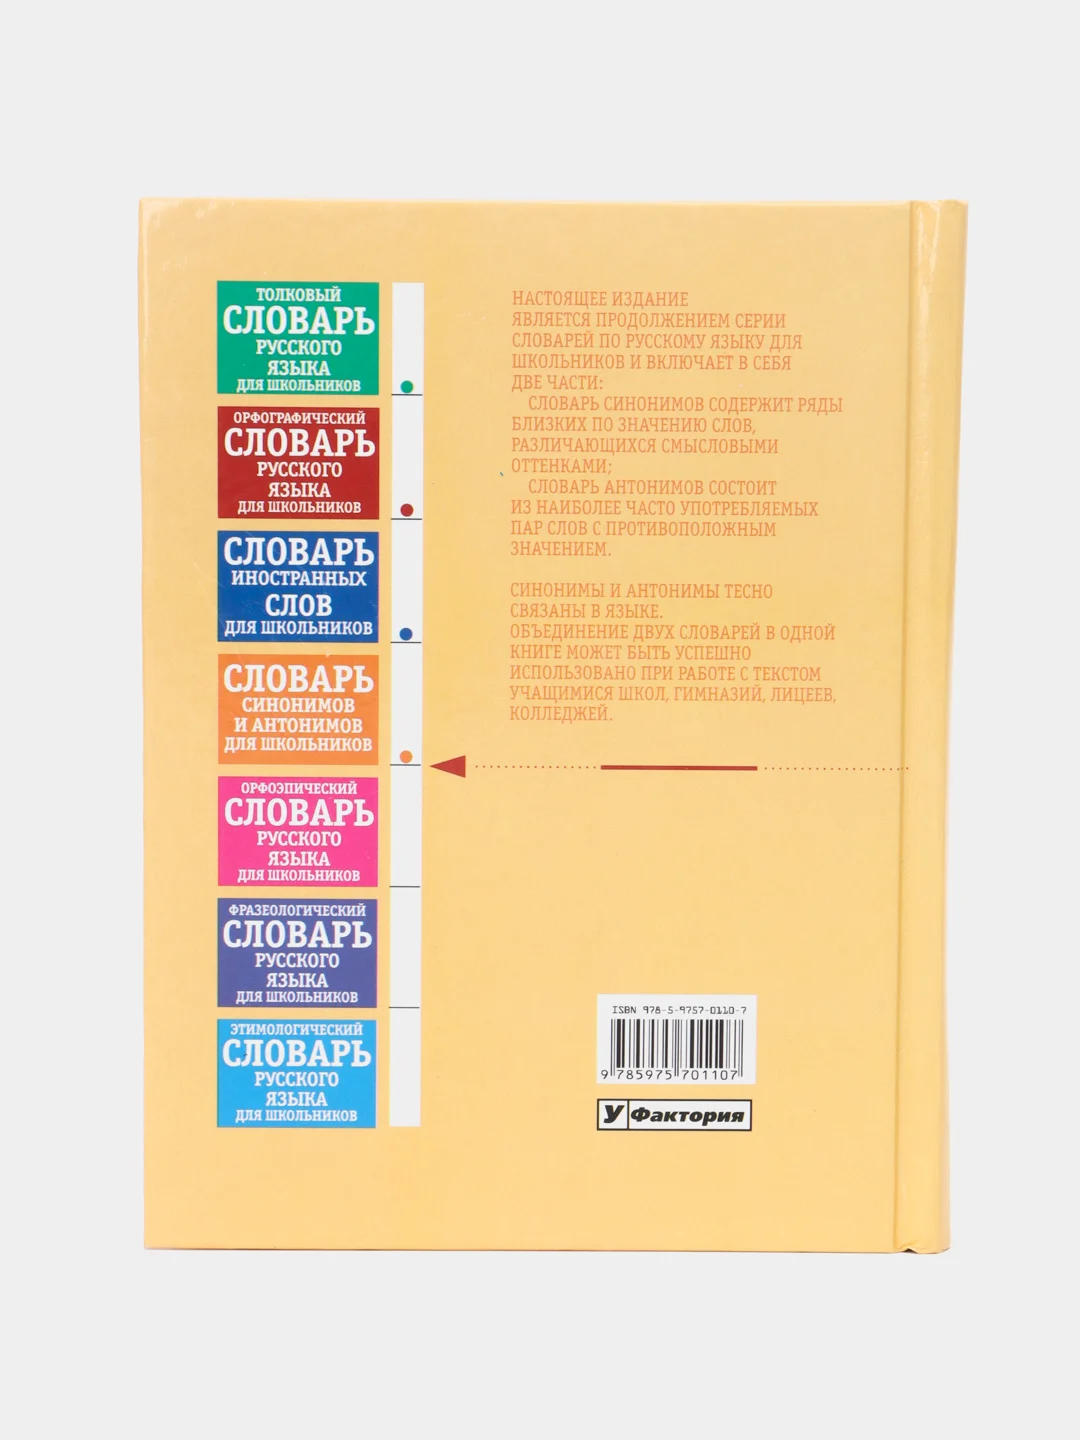 ТОЛКОВЫЙ
СЛОВАРЬ
РУССКОГО
ЯЗЫКА
ДЛЯ ШКОЛЬНИКОВ
ОРФОГРАФИЧЕСКИЙ
СЛОВАРЬ
РУССКОГО
ЯЗЫКА
ДЛЯ ШКОЛЬНИКОВ
СЛОВАРЬ
ИНОСТРАННЫХ
СЛОВ
ДЛЯ ШКОЛЬНИКОВ
СЛОВАРЬ
СИНОНИМОВ
И АНТОНИМОВ
ДЛЯ ШКОЛЬНИКОВ
ОРФОЭПИЧЕСКИЙ
СЛОВАРЬ
РУССКОГО
ЯЗЫКА
ДЛЯ ШКОЛЬНИКОВ
ФРАЗЕОЛОГИЧЕСКИЙ
СЛОВАРЬ
РУССКОГО
ЯЗЫКА
ДЛЯ ШКОЛЬНИКОВ
ЭТИМОЛОГИЧЕСКИЙ
СЛОВАРЬ
РУССКОГО
ЯЗЫКА
ДЛЯ ШКОЛЬНИКОВ
НАСТОЯЩЕЕ ИЗДАНИЕ
ЯВЛЯЕТСЯ ПРОДОЛЖЕНИЕМ СЕРИИ
СЛОВАРЕЙ ПО РУССКОМУ ЯЗЫКУ ДЛЯ
ШКОЛЬНИКОВ И ВКЛЮЧАЕТ В СЕБЯ
ДВЕ ЧАСТИ:
СЛОВАРЬ СИНОНИМОВ СОДЕРЖИТ РЯДЫ
БЛИЗКИХ ПО ЗНАЧЕНИЮ СЛОВ,
РАЗЛИЧАЮЩИХСЯ СМЫСЛОВЫМИ
ОТТЕНКАМИ;
СЛОВАРЬ АНТОНИМОВ СОСТОИТ
ИЗ НАИБОЛЕЕ ЧАСТО УПОТРЕБЛЯЕМЫХ
ПАР СЛОВ С ПРОТИВОПОЛОЖНЫМ
ЗНАЧЕНИЕМ.
СИНОНИМЫ И АНТОНИМЫ ТЕСНО
СВЯЗАНЫ В ЯЗЫКЕ.
ОБЪЕДИНЕНИЕ ДВУХ СЛОВАРЕЙ В ОДНОЙ
КНИГЕ МОЖЕТ БЫТЬ УСПЕШНО
ИСПОЛЬЗОВАНО ПРИ РАБОТЕ С ТЕКСТОМ
УЧАЩИМИСЯ ШКОЛ, ГИМНАЗИЙ, ЛИЦЕЕВ,
КОЛЛЕДЖЕЙ.
ISBN 978-5-9757-0110-7
9 785975 701107
У Фактория